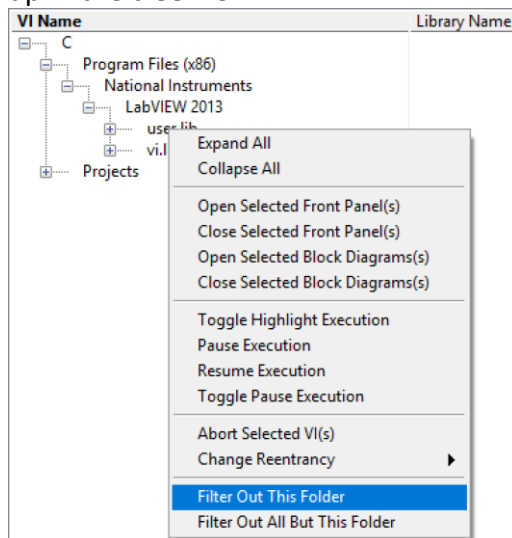 VI Name Library Name
C
Program Files (x86)
National Instruments
LabVIEW 2013
user.lib
vi.l
Projects
Expand All
Collapse All
Open Selected Front Panel(s)
Close Selected Front Panel(s)
Open Selected Block Diagrams(s)
Close Selected Block Diagrams(s)
Toggle Highlight Execution
Pause Execution
Resume Execution
Toggle Pause Execution
Abort Selected VI(s)
Change Reentrancy
Filter Out This Folder
Filter Out All But This Folder